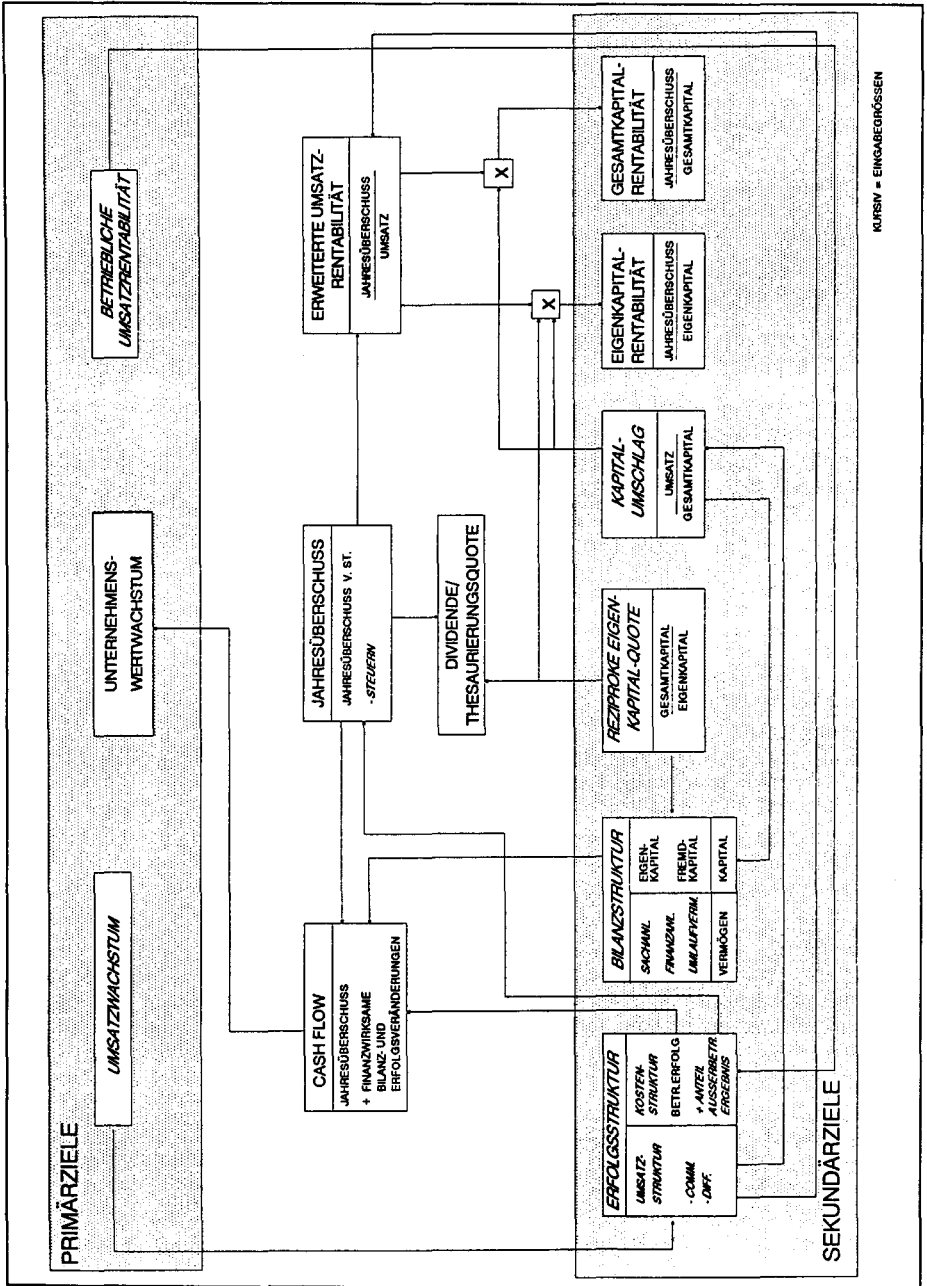 PRIMÄRZIELE
UMSATZWACHSTUM
UNTERNEHMENS-
WERTWACHSTUM
BETRIEBLICHE
UMSATZRENTABILITÄT
CASH FLOW
JAHRESÜBERSCHUSS
+ FINANZWIRKSAME
BILANZ- UND
ERFOLGSVERÄNDERUNGEN
JAHRESÜBERSCHUSS
JAHRESÜBERSCHUSS V. ST.
- STEUERN
ERWEITERTE UMSATZ-
RENTABILITÄT
JAHRESÜBERSCHUSS
UMSATZ
DIVIDENDE/
THESAURIERUNGSQUOTE
X
X
ERFOLGSSTRUKTUR
UMSATZ-
STRUKTUR
- COMM.
- DIFF.
KOSTEN-
STRUKTUR
BETR.ERFOLG
+ ANTEIL
AUSSERBETR.
ERGEBNIS
BILANZSTRUKTUR
SACHANL.
FINANZANL.
UMLAUFVERM.
VERMÖGEN
EIGEN-
KAPITAL
FREMD-
KAPITAL
KAPITAL
REZIPROKE EIGEN-
KAPITAL-QUOTE
GESAMTKAPITAL
EIGENKAPITAL
KAPITAL-
UMSCHLAG
UMSATZ
GESAMTKAPITAL
EIGENKAPITAL-
RENTABILITÄT
JAHRESÜBERSCHUSS
EIGENKAPITAL
GESAMTKAPITAL-
RENTABILITÄT
JAHRESÜBERSCHUSS
GESAMTKAPITAL
SEKUNDÄRZIELE
KURSIV = EINGABEGRÖSSEN